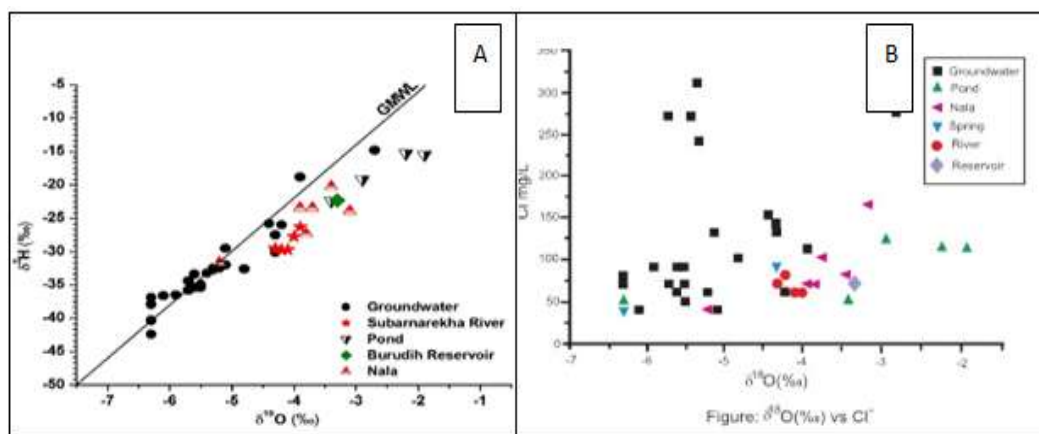 A
-5
-10
-15
-20
-25
-30
-35
-40
-45
-50
δ²H (‰)
GMWL
Groundwater
Subarnarekha River
Pond
Burudih Reservoir
Nala
-7 -6 -5 -4 -3 -2 -1
δ¹⁸O (‰)
B
350
300
250
200
150
100
50
0
Cl mg/L
Groundwater
Pond
Nala
Spring
River
Reservoir
-7 -6 -5 -4 -3 -2
δ¹⁸O(‰)
Figure: δ¹⁸O(‰) vs Cl⁻